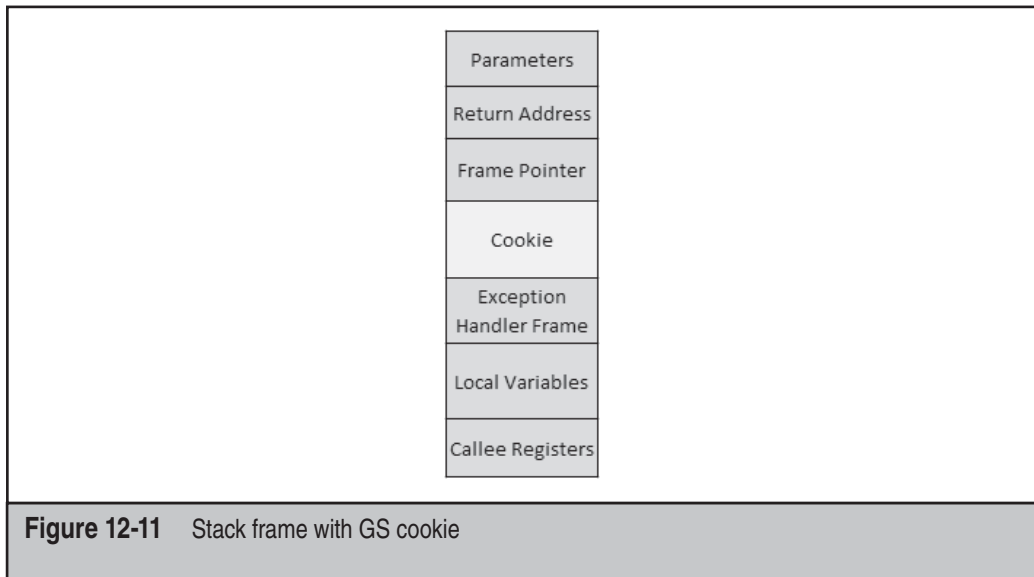 Parameters
Return Address
Frame Pointer
Cookie
Exception
Handler Frame
Local Variables
Callee Registers
Figure 12-11 Stack frame with GS cookie